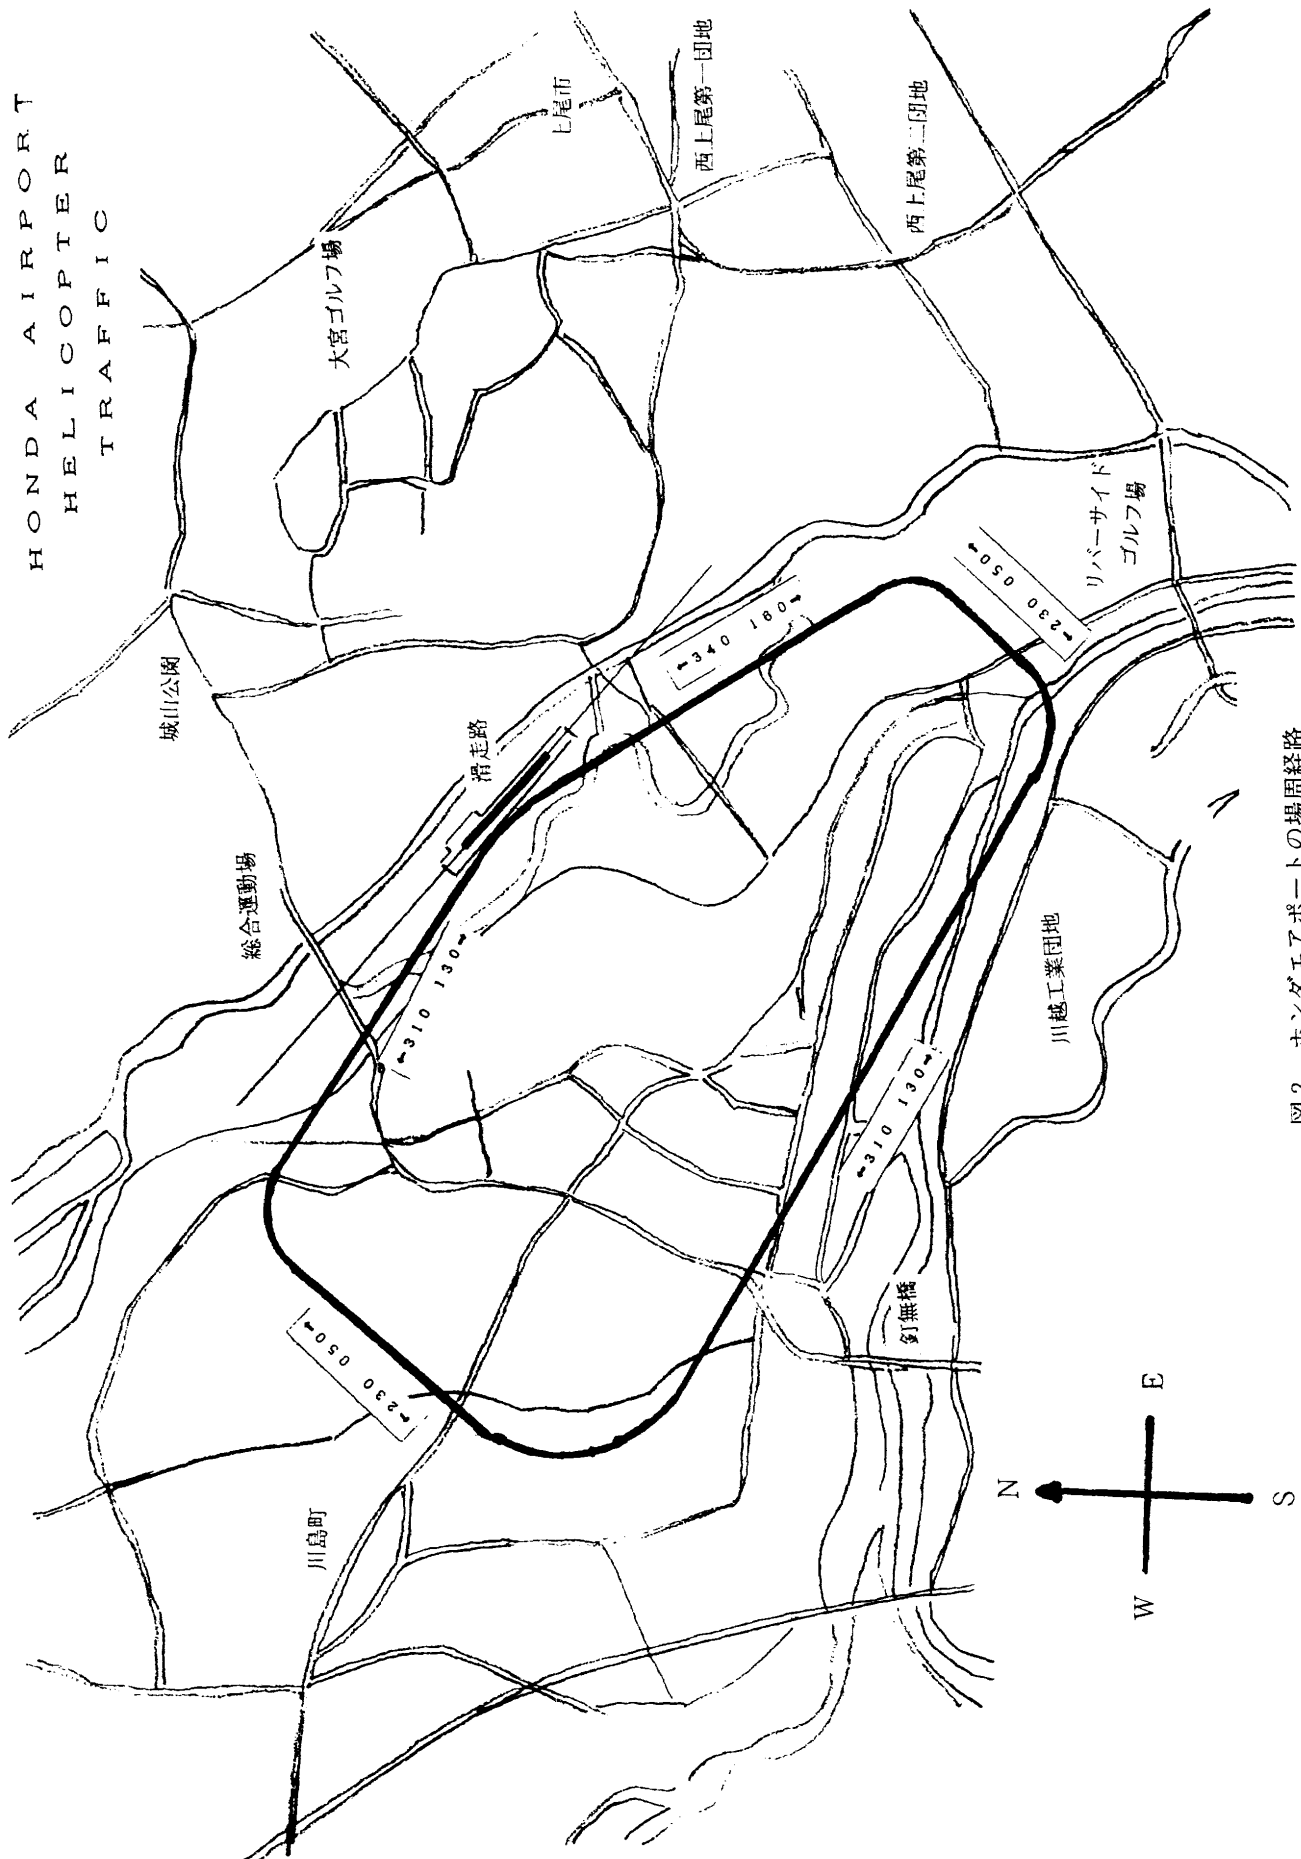 HONDA AIRPORT
HELICOPTER
TRAFFIC
上尾市
西上尾第一団地
西上尾第二団地
大宮ゴルフ場
城山公園
滑走路
総合運動場
リバーサイド
ゴルフ場
←340 160→
←230 050→
←310 130→
川越工業団地
←310 130→
←230 050→
釘無橋
川島町
N
E
W
S
図2 ホンダエアポートの場周経路